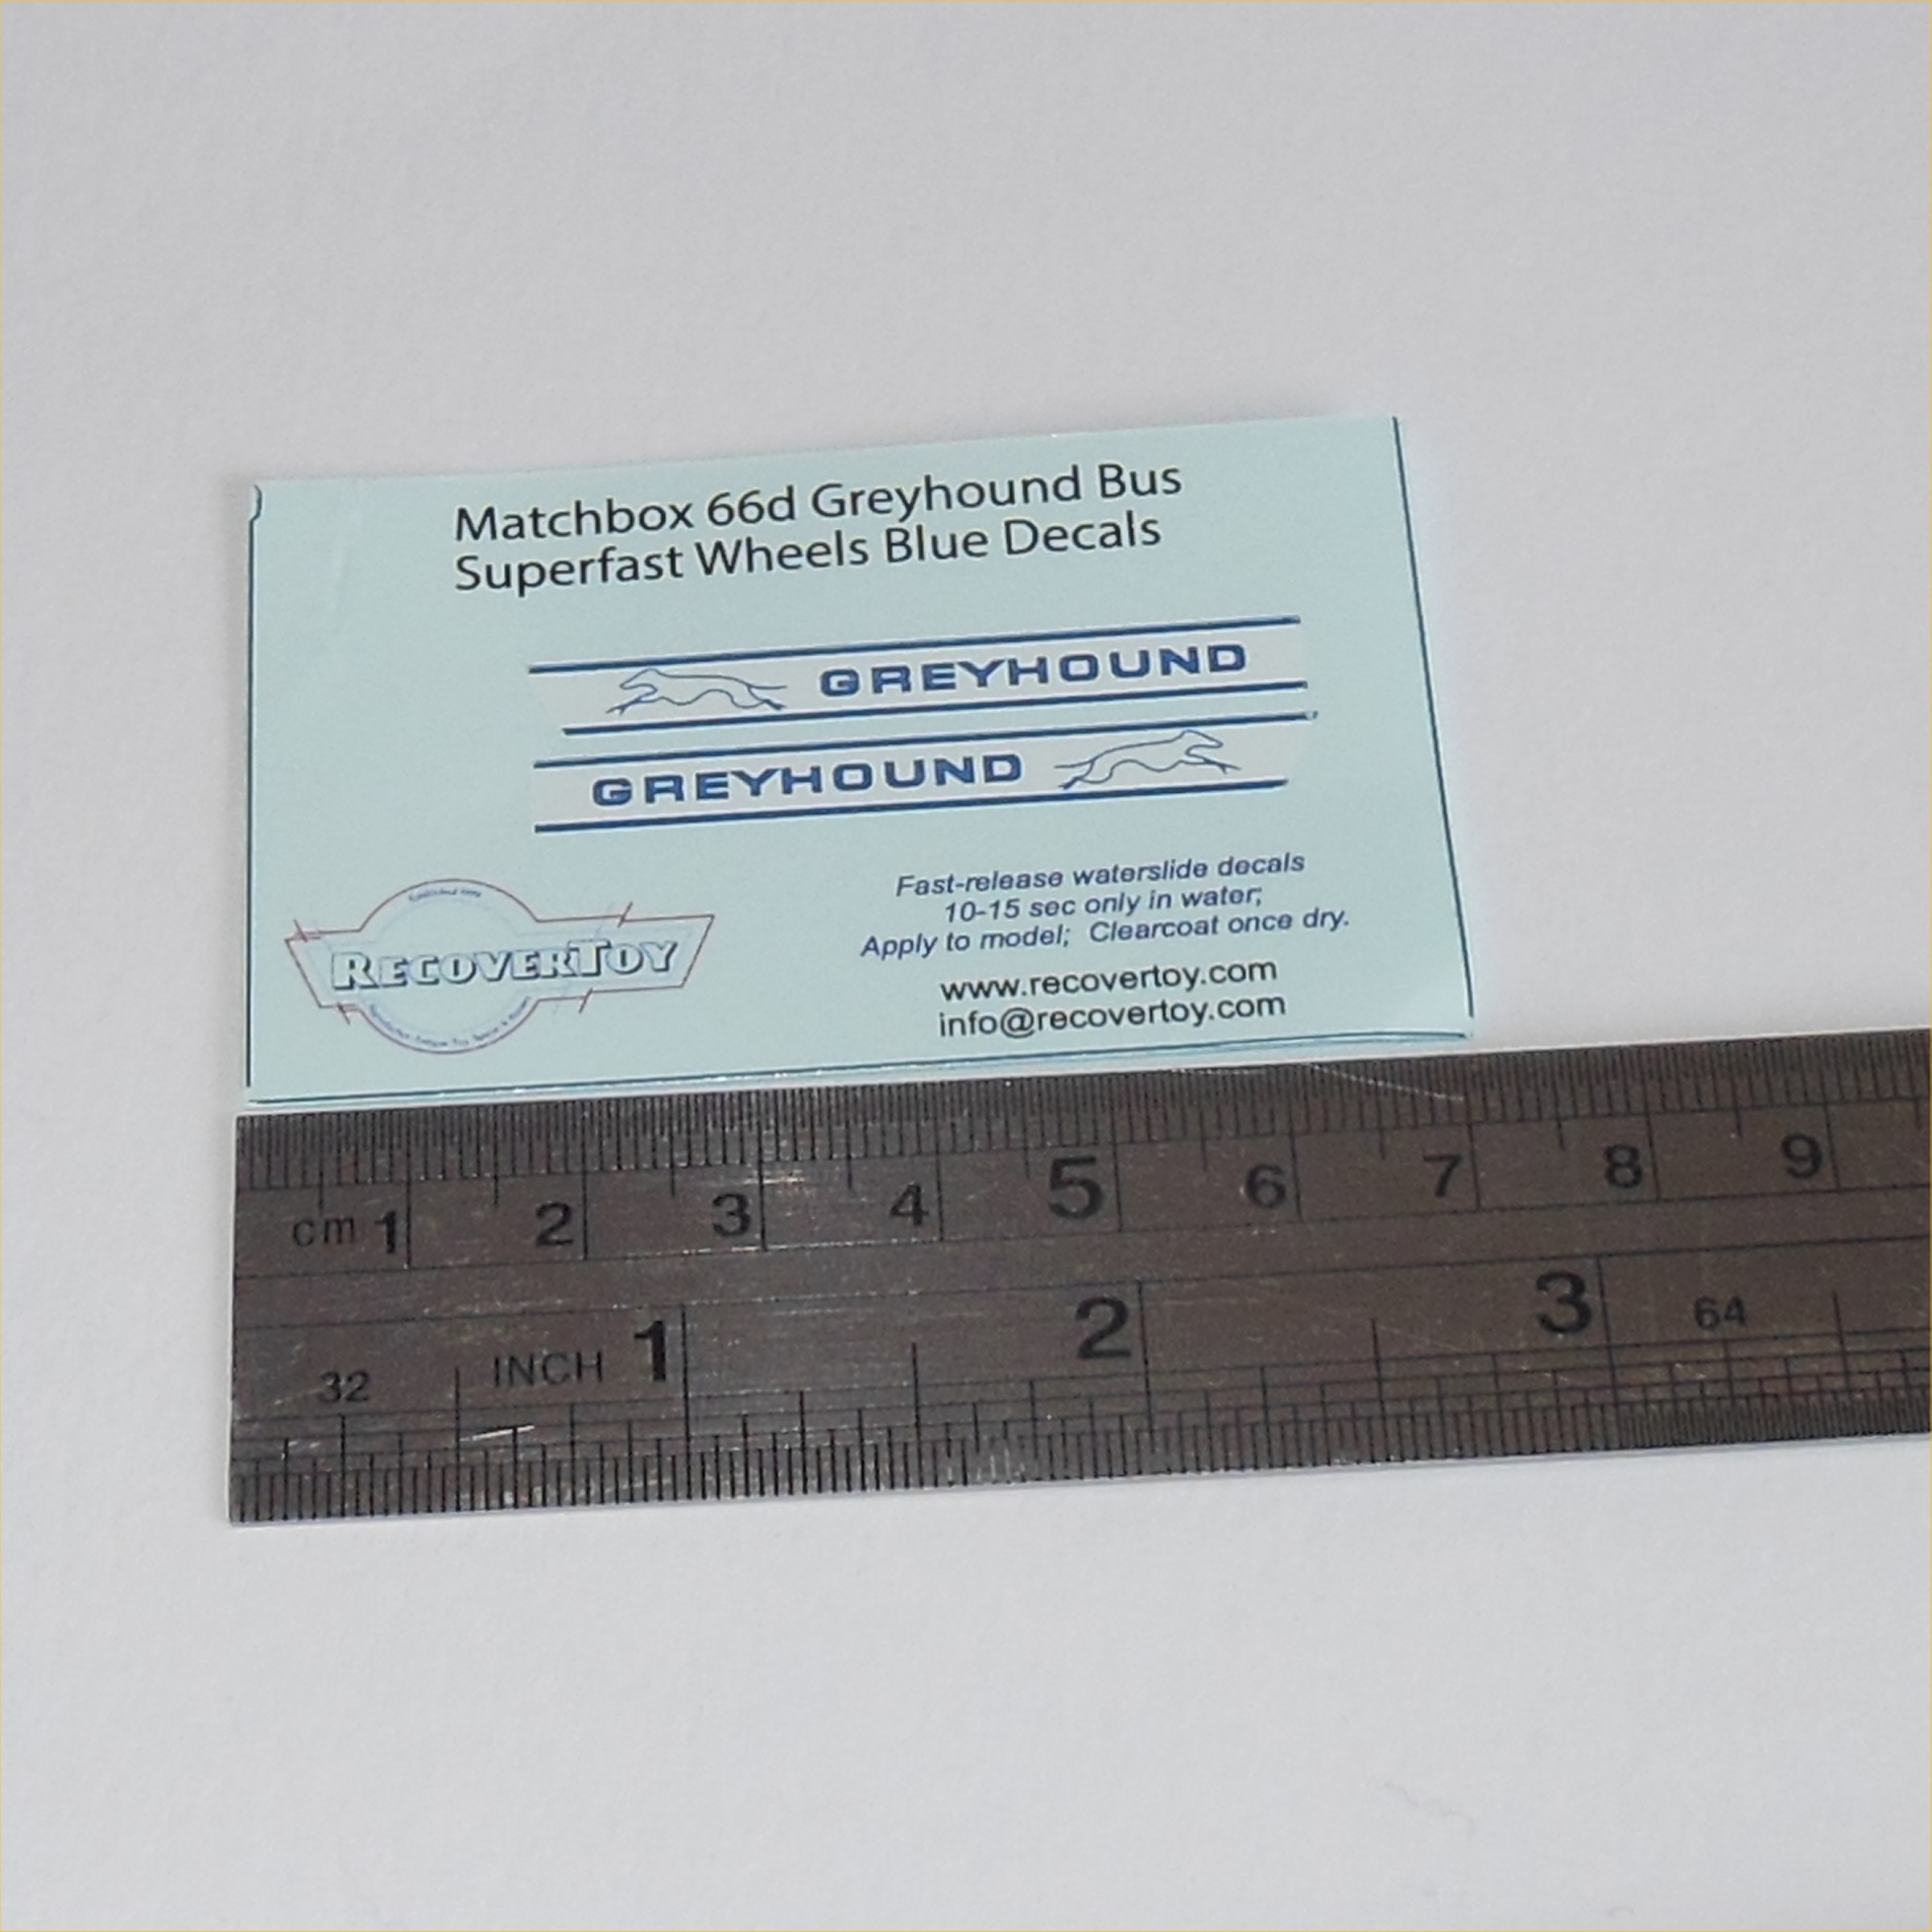 Matchbox 66d Greyhound Bus
Superfast Wheels Blue Decals
GREYHOUND
GREYHOUND
RECOVERTOY
Fast-release waterslide decals
10-15 sec only in water;
Apply to model; Clearcoat once dry.
www.recovertoy.com
info@recovertoy.com
cm 1 2 3 4 5 6 7 8 9
32 INCH 1 2 3 64